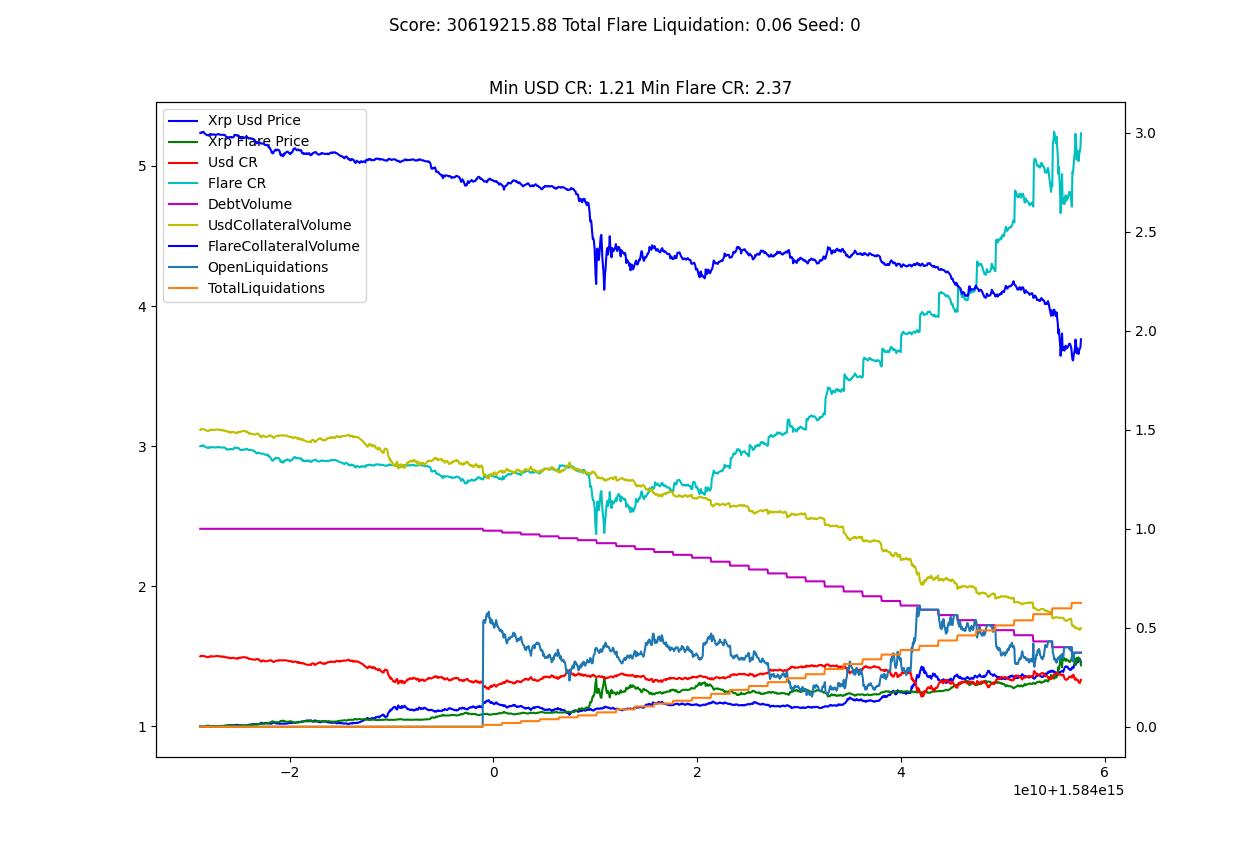 Score: 30619215.88 Total Flare Liquidation: 0.06 Seed: 0
Min USD CR: 1.21 Min Flare CR: 2.37
Xrp Usd Price
Xrp Flare Price
Usd CR
Flare CR
DebtVolume
UsdCollateralVolume
FlareCollateralVolume
OpenLiquidations
TotalLiquidations
5
4
3
2
1
3.0
2.5
2.0
1.5
1.0
0.5
0.0
−2 0 2 4 6
1e10+1.584e15